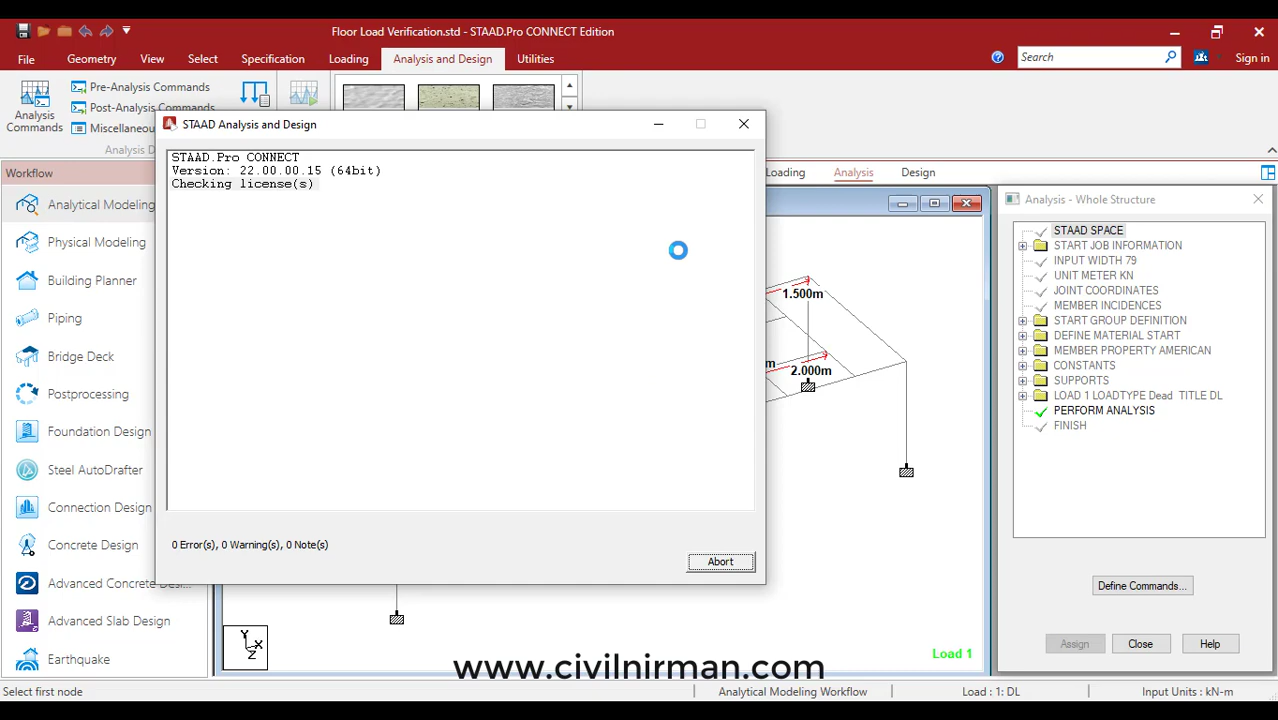 Floor Load Verification.std - STAAD.Pro CONNECT Edition
File
Geometry
View
Select
Specification
Loading
Analysis and Design
Utilities
Search
Sign in
Analysis
Commands
Pre-Analysis Commands
Post-Analysis Commands
Miscellaneous
Analysis D
Workflow
Loading
Analysis
Design
Analytical Modeling
Physical Modeling
Building Planner
Piping
Bridge Deck
Postprocessing
Foundation Design
Steel AutoDrafter
Connection Design
Concrete Design
Advanced Concrete Desi...
Advanced Slab Design
Earthquake
STAAD Analysis and Design
STAAD.Pro CONNECT
Version: 22.00.00.15 (64bit)
Checking license(s)
0 Error(s), 0 Warning(s), 0 Note(s)
Abort
1.500m
m
2.000m
Y
X
Z
Load 1
Analysis - Whole Structure
STAAD SPACE
START JOB INFORMATION
INPUT WIDTH 79
UNIT METER KN
JOINT COORDINATES
MEMBER INCIDENCES
START GROUP DEFINITION
DEFINE MATERIAL START
MEMBER PROPERTY AMERICAN
CONSTANTS
SUPPORTS
LOAD 1 LOADTYPE Dead TITLE DL
PERFORM ANALYSIS
FINISH
Define Commands...
Assign
Close
Help
www.civilnirman.com
Select first node
Analytical Modeling Workflow
Load : 1: DL
Input Units : kN-m